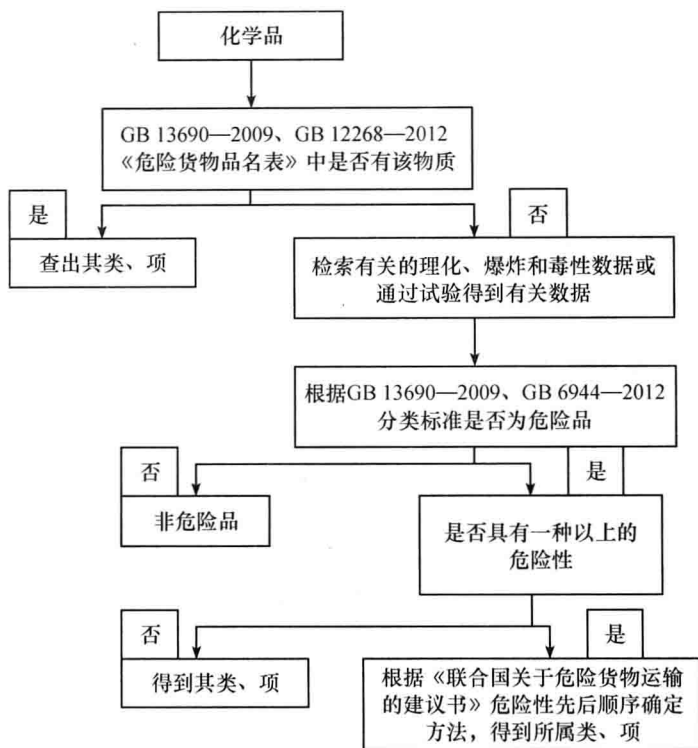 化学品
GB 13690—2009、GB 12268—2012
《危险货物品名表》中是否有该物质
是
否
查出其类、项
检索有关的理化、爆炸和毒性数据或
通过试验得到有关数据
根据GB 13690—2009、GB 6944—2012
分类标准是否为危险品
否
是
非危险品
是否具有一种以上的
危险性
否
是
得到其类、项
根据《联合国关于危险货物运输
的建议书》危险性先后顺序确定
方法，得到所属类、项